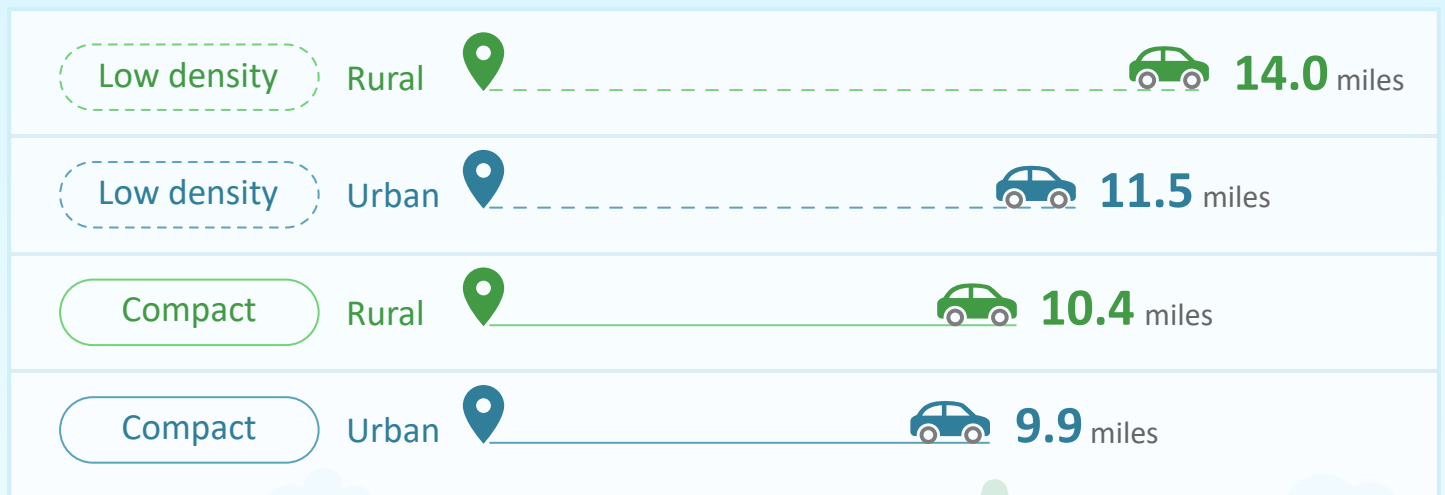 Low density Rural 14.0 miles
Low density Urban 11.5 miles
Compact Rural 10.4 miles
Compact Urban 9.9 miles